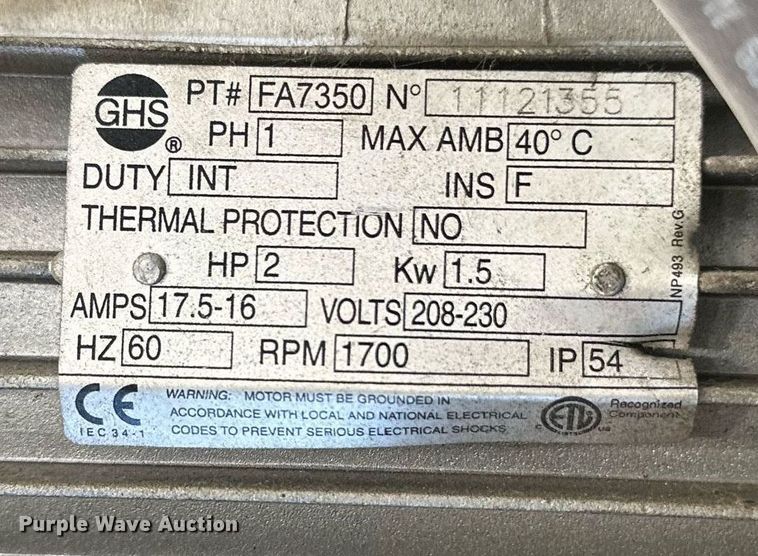 GHS ® PT# FA7350 N° 11121355
PH 1 MAX AMB 40° C
DUTY INT INS F
THERMAL PROTECTION NO
HP 2 Kw 1.5
AMPS 17.5-16 VOLTS 208-230
HZ 60 RPM 1700 IP 54
NP493 Rev.G
CE
IEC 34-1
WARNING: MOTOR MUST BE GROUNDED IN
ACCORDANCE WITH LOCAL AND NATIONAL ELECTRICAL
CODES TO PREVENT SERIOUS ELECTRICAL SHOCKS.
C ETL US
Recognized
Component
Purple Wave Auction